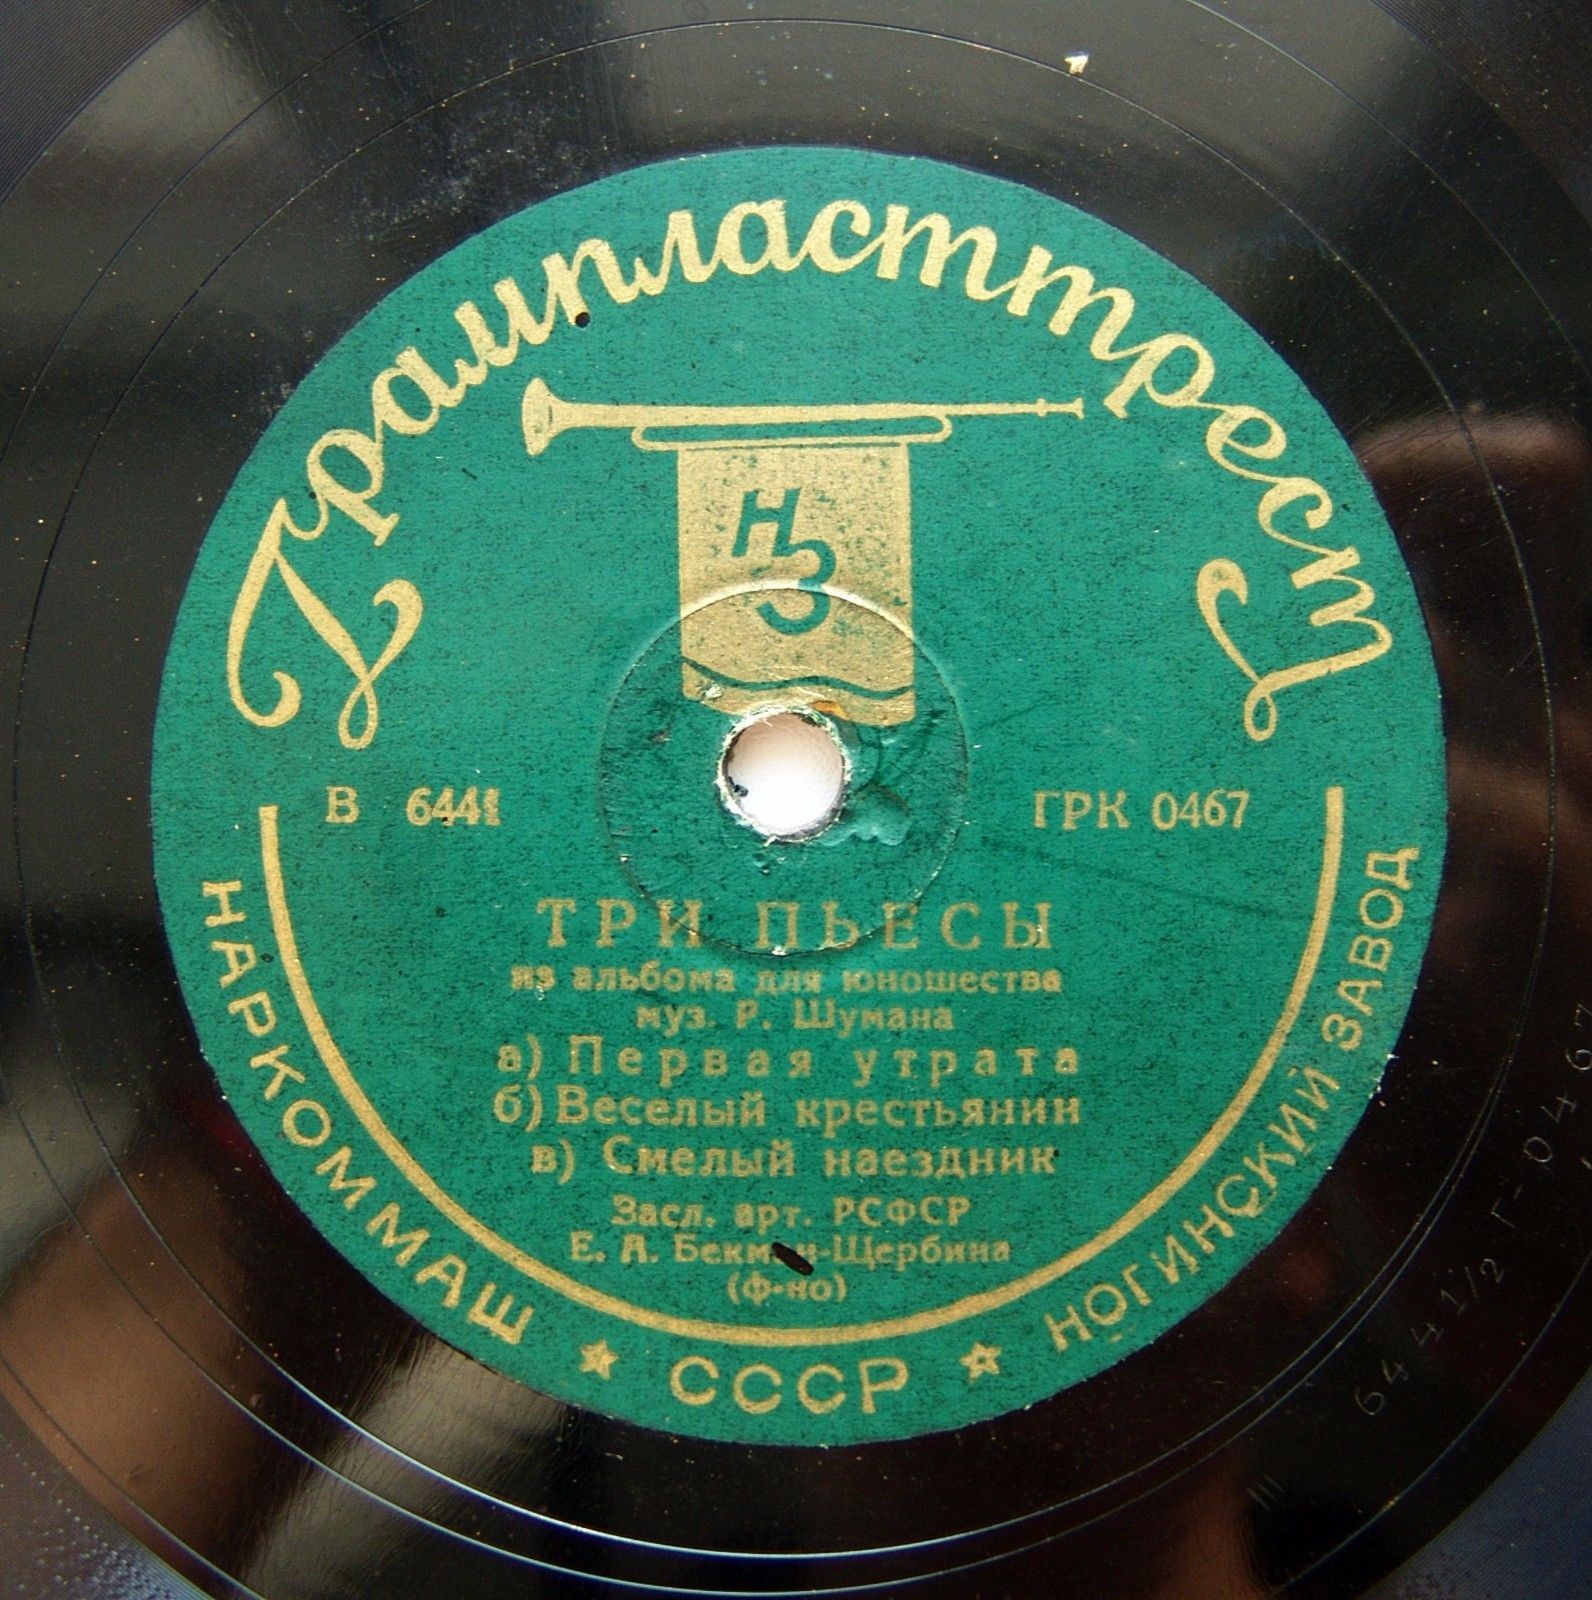 Грампласттрест
НЗ
В 6441
ГРК 0467
ТРИ ПЬЕСЫ
из альбома для юношества
муз. Р. Шумана
а) Первая утрата
б) Веселый крестьянин
в) Смелый наездник
Засл. арт. РСФСР
Е. А. Бекман-Щербина
(ф-но)
НАРКОММАШ ★ СССР ★ НОГИНСКИЙ ЗАВОД
6441/2 Г-0467